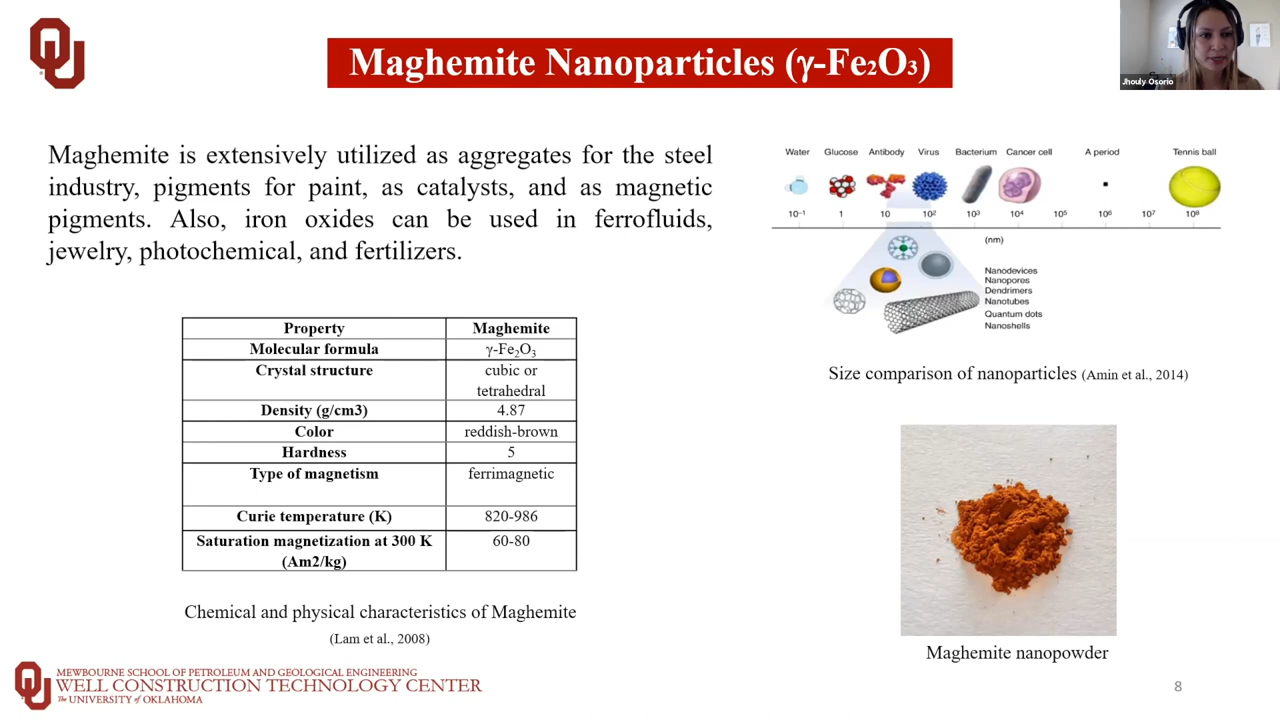 OU
Maghemite Nanoparticles (γ-Fe₂O₃)
Jhouly Osorio
Maghemite is extensively utilized as aggregates for the steel
industry, pigments for paint, as catalysts, and as magnetic
pigments. Also, iron oxides can be used in ferrofluids,
jewelry, photochemical, and fertilizers.
Water Glucose Antibody Virus Bacterium Cancer cell A period Tennis ball
10⁻¹ 1 10 10² 10³ 10⁴ 10⁵ 10⁶ 10⁷ 10⁸
(nm)
Nanodevices
Nanopores
Dendrimers
Nanotubes
Quantum dots
Nanoshells
Size comparison of nanoparticles (Amin et al., 2014)
Property Maghemite
Molecular formula γ-Fe₂O₃
Crystal structure cubic or
tetrahedral
Density (g/cm3) 4.87
Color reddish-brown
Hardness 5
Type of magnetism ferrimagnetic
Curie temperature (K) 820-986
Saturation magnetization at 300 K 60-80
(Am2/kg)
Chemical and physical characteristics of Maghemite
(Lam et al., 2008)
Maghemite nanopowder
OU
MEWBOURNE SCHOOL OF PETROLEUM AND GEOLOGICAL ENGINEERING
WELL CONSTRUCTION TECHNOLOGY CENTER
The UNIVERSITY of OKLAHOMA
8